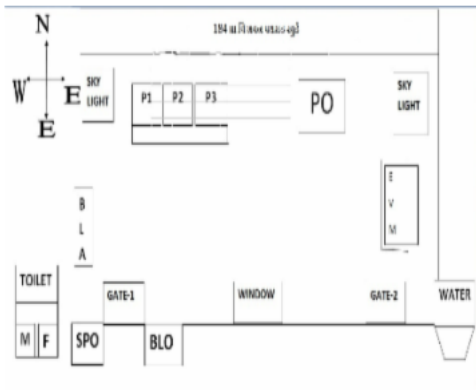 N
W E
E
SKY
LIGHT
P1 P2 P3
PO
SKY
LIGHT
E
V
M
B
L
A
TOILET
M F
GATE-1
WINDOW
GATE-2
WATER
SPO
BLO